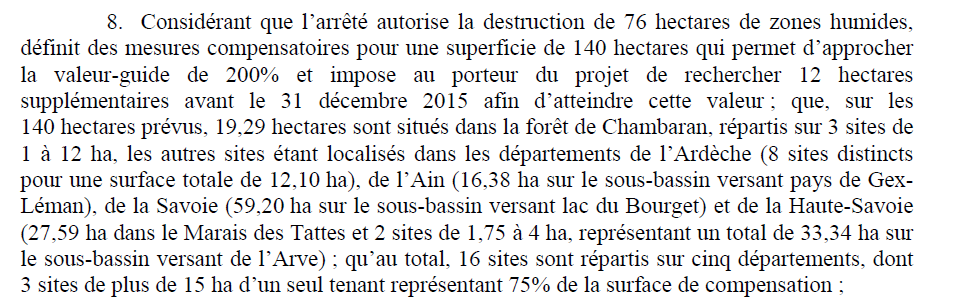 8. Considérant que l'arrêté autorise la destruction de 76 hectares de zones humides,
définit des mesures compensatoires pour une superficie de 140 hectares qui permet d'approcher
la valeur-guide de 200% et impose au porteur du projet de rechercher 12 hectares
supplémentaires avant le 31 décembre 2015 afin d'atteindre cette valeur ; que, sur les
140 hectares prévus, 19,29 hectares sont situés dans la forêt de Chambaran, répartis sur 3 sites de
1 à 12 ha, les autres sites étant localisés dans les départements de l'Ardèche (8 sites distincts
pour une surface totale de 12,10 ha), de l'Ain (16,38 ha sur le sous-bassin versant pays de Gex-
Léman), de la Savoie (59,20 ha sur le sous-bassin versant lac du Bourget) et de la Haute-Savoie
(27,59 ha dans le Marais des Tattes et 2 sites de 1,75 à 4 ha, représentant un total de 33,34 ha sur
le sous-bassin versant de l'Arve) ; qu'au total, 16 sites sont répartis sur cinq départements, dont
3 sites de plus de 15 ha d'un seul tenant représentant 75% de la surface de compensation ;